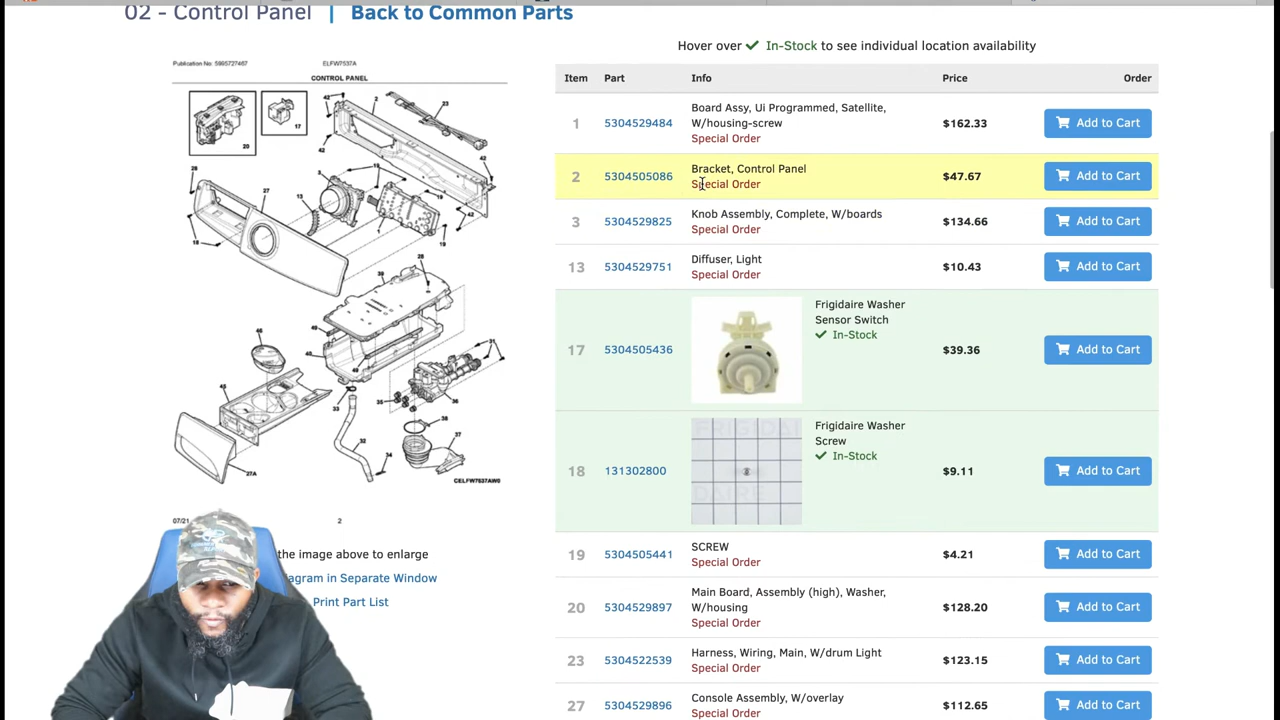 02 - Control Panel | Back to Common Parts
Hover over In-Stock to see individual location availability
Publication No: 5995727467
ELFW7537A
CONTROL PANEL
Item Part Info Price Order
1 5304529484 Board Assy, Ui Programmed, Satellite,
W/housing-screw
Special Order
$162.33 Add to Cart
2 5304505086 Bracket, Control Panel
Special Order
$47.67 Add to Cart
3 5304529825 Knob Assembly, Complete, W/boards
Special Order
$134.66 Add to Cart
13 5304529751 Diffuser, Light
Special Order
$10.43 Add to Cart
17 5304505436 Frigidaire Washer
Sensor Switch
In-Stock
$39.36 Add to Cart
18 131302800 Frigidaire Washer
Screw
In-Stock
$9.11 Add to Cart
19 5304505441 SCREW
Special Order
$4.21 Add to Cart
20 5304529897 Main Board, Assembly (high), Washer,
W/housing
Special Order
$128.20 Add to Cart
23 5304522539 Harness, Wiring, Main, W/drum Light
Special Order
$123.15 Add to Cart
27 5304529896 Console Assembly, W/overlay
Special Order
$112.65 Add to Cart
CELFW7537AW0
07/21
2
the image above to enlarge
agram in Separate Window
Print Part List